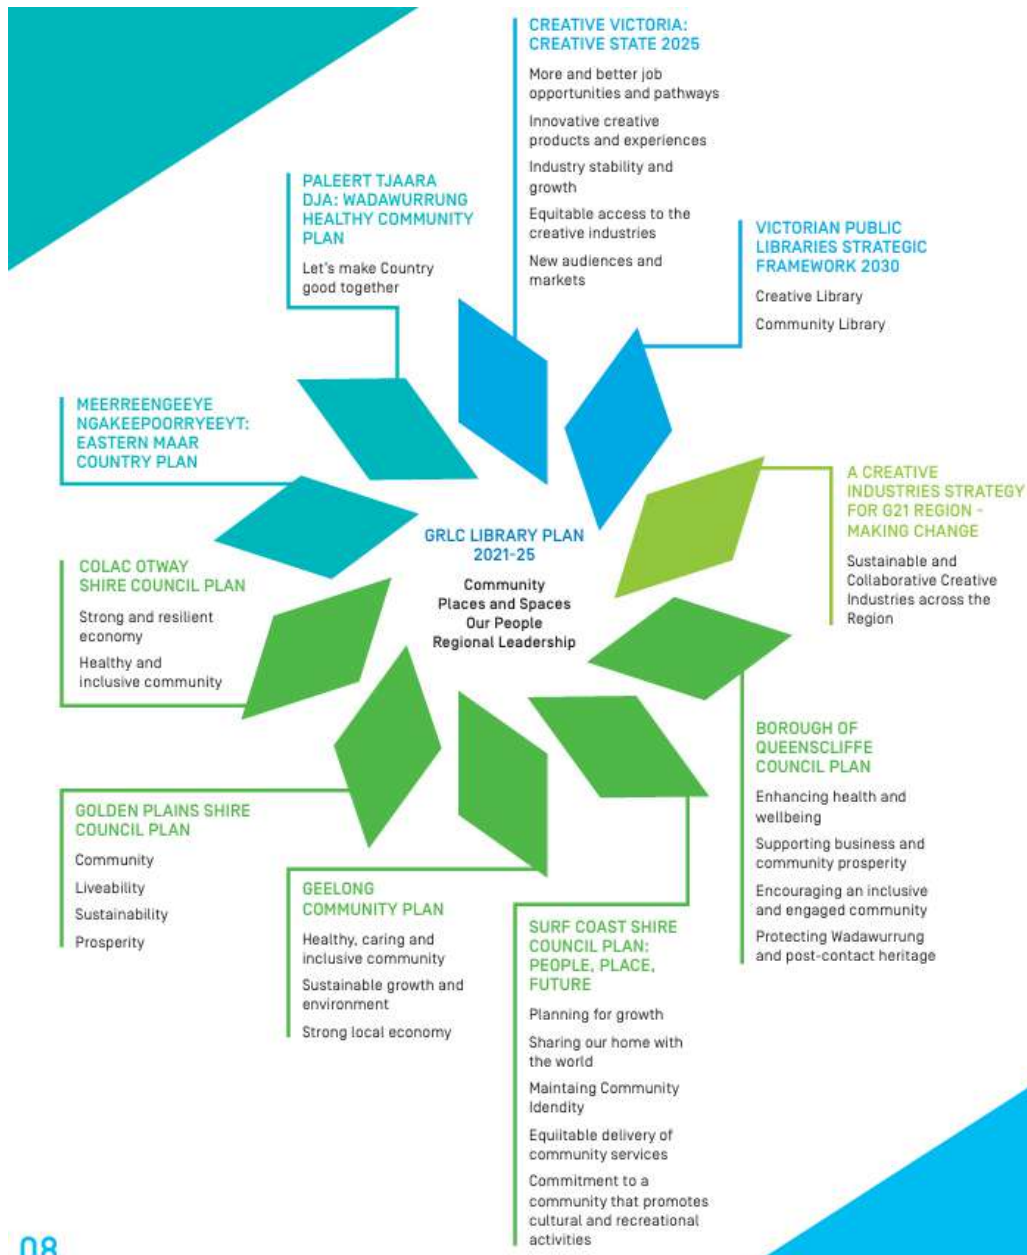 CREATIVE VICTORIA:
CREATIVE STATE 2025
More and better job
opportunities and pathways
Innovative creative
products and experiences
Industry stability and
growth
Equitable access to the
creative industries
New audiences and
markets
PALEERT TJAARA
DJA: WADAWURRUNG
HEALTHY COMMUNITY
PLAN
Let's make Country
good together
VICTORIAN PUBLIC
LIBRARIES STRATEGIC
FRAMEWORK 2030
Creative Library
Community Library
MEERREENGEEYE
NGAKEEPOORRYEEYT:
EASTERN MAAR
COUNTRY PLAN
A CREATIVE
INDUSTRIES STRATEGY
FOR G21 REGION -
MAKING CHANGE
Sustainable and
Collaborative Creative
Industries across the
Region
GRLC LIBRARY PLAN
2021-25
Community
Places and Spaces
Our People
Regional Leadership
COLAC OTWAY
SHIRE COUNCIL PLAN
Strong and resilient
economy
Healthy and
inclusive community
BOROUGH OF
QUEENSCLIFFE
COUNCIL PLAN
Enhancing health and
wellbeing
Supporting business and
community prosperity
Encouraging an inclusive
and engaged community
Protecting Wadawurrung
and post-contact heritage
GOLDEN PLAINS SHIRE
COUNCIL PLAN
Community
Liveability
Sustainability
Prosperity
GEELONG
COMMUNITY PLAN
Healthy, caring and
inclusive community
Sustainable growth and
environment
Strong local economy
SURF COAST SHIRE
COUNCIL PLAN:
PEOPLE, PLACE,
FUTURE
Planning for growth
Sharing our home with
the world
Maintaing Community
Idendity
Equiitable delivery of
community services
Commitment to a
community that promotes
cultural and recreational
activities
08